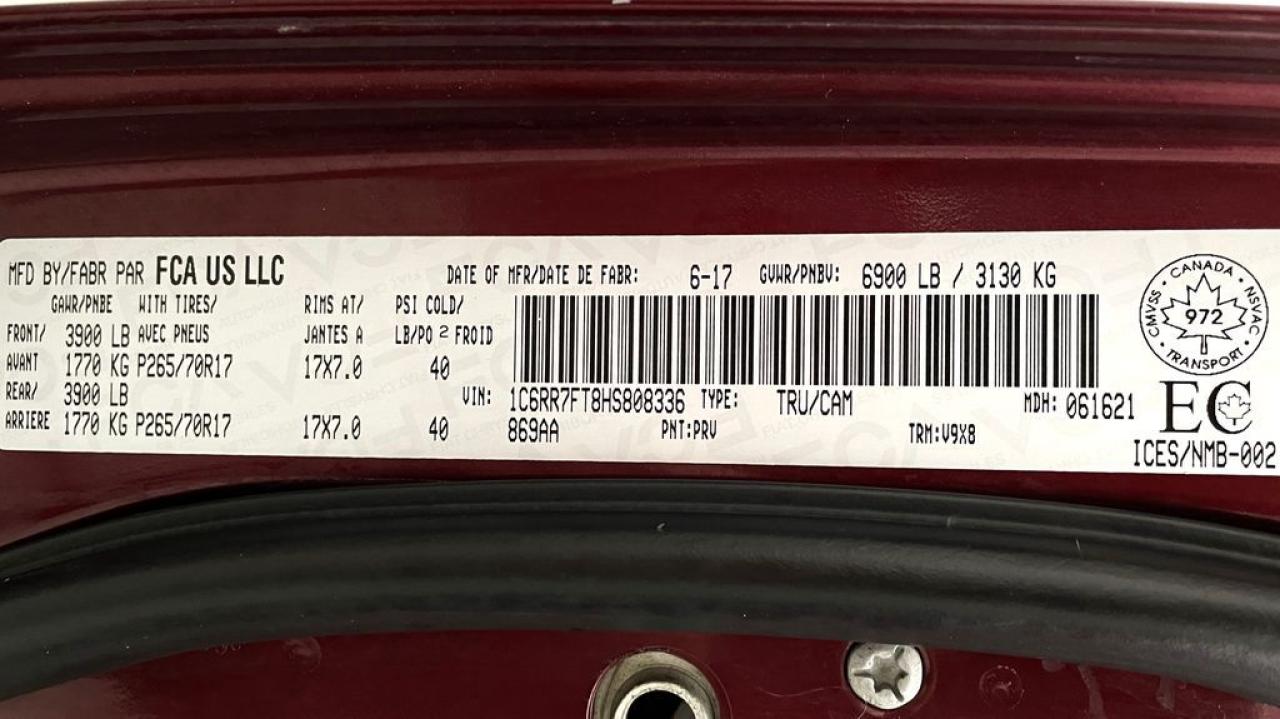 MFD BY/FABR PAR FCA US LLC DATE OF MFR/DATE DE FABR: 6-17 GVWR/PNBV: 6900 LB / 3130 KG
GAWR/PNBE WITH TIRES/ RIMS AT/ PSI COLD/
FRONT/ 3900 LB AVEC PNEUS JANTES A LB/PO 2 FROID
AVANT 1770 KG P265/70R17 17X7.0 40
REAR/ 3900 LB
VIN: 1C6RR7FT8HS808336 TYPE: TRU/CAM MDH: 061621
ARRIERE 1770 KG P265/70R17 17X7.0 40 869AA PNT:PRV TRM:V9X8
CANADA
CMVSS 972 NSVAC
TRANSPORT
EC
ICES/NMB-002